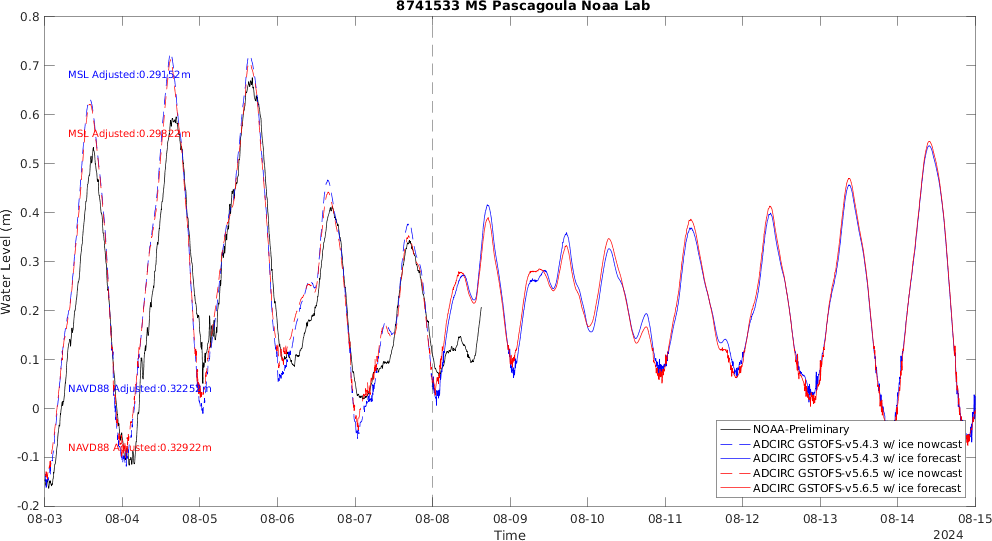 8741533 MS Pascagoula Noaa Lab
0.8
0.7
MSL Adjusted:0.29152m
0.6
MSL Adjusted:0.29822m
0.5
0.4
0.3
Water Level (m)
0.2
0.1
NAVD88 Adjusted:0.32252m
0
NAVD88 Adjusted:0.32922m
-0.1
-0.2
NOAA-Preliminary
ADCIRC GSTOFS-v5.4.3 w/ ice nowcast
ADCIRC GSTOFS-v5.4.3 w/ ice forecast
ADCIRC GSTOFS-v5.6.5 w/ ice nowcast
ADCIRC GSTOFS-v5.6.5 w/ ice forecast
08-03 08-04 08-05 08-06 08-07 08-08 08-09 08-10 08-11 08-12 08-13 08-14 08-15
Time
2024